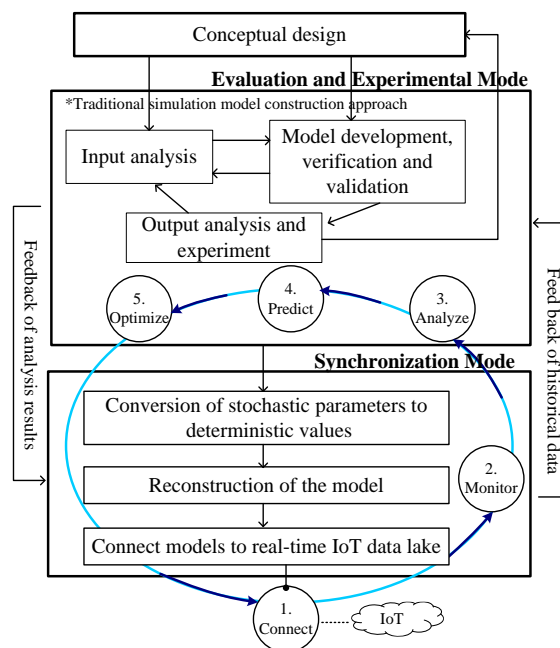 Conceptual design
Evaluation and Experimental Mode
*Traditional simulation model construction approach
Input analysis
Model development,
verification and
validation
Output analysis and
experiment
5.
Optimize
4.
Predict
3.
Analyze
Feedback of analysis
results
Feed back of historical
data
Synchronization Mode
Conversion of stochastic parameters to
deterministic values
Reconstruction of the model
2.
Monitor
Connect models to real-time IoT data lake
1.
Connect
IoT